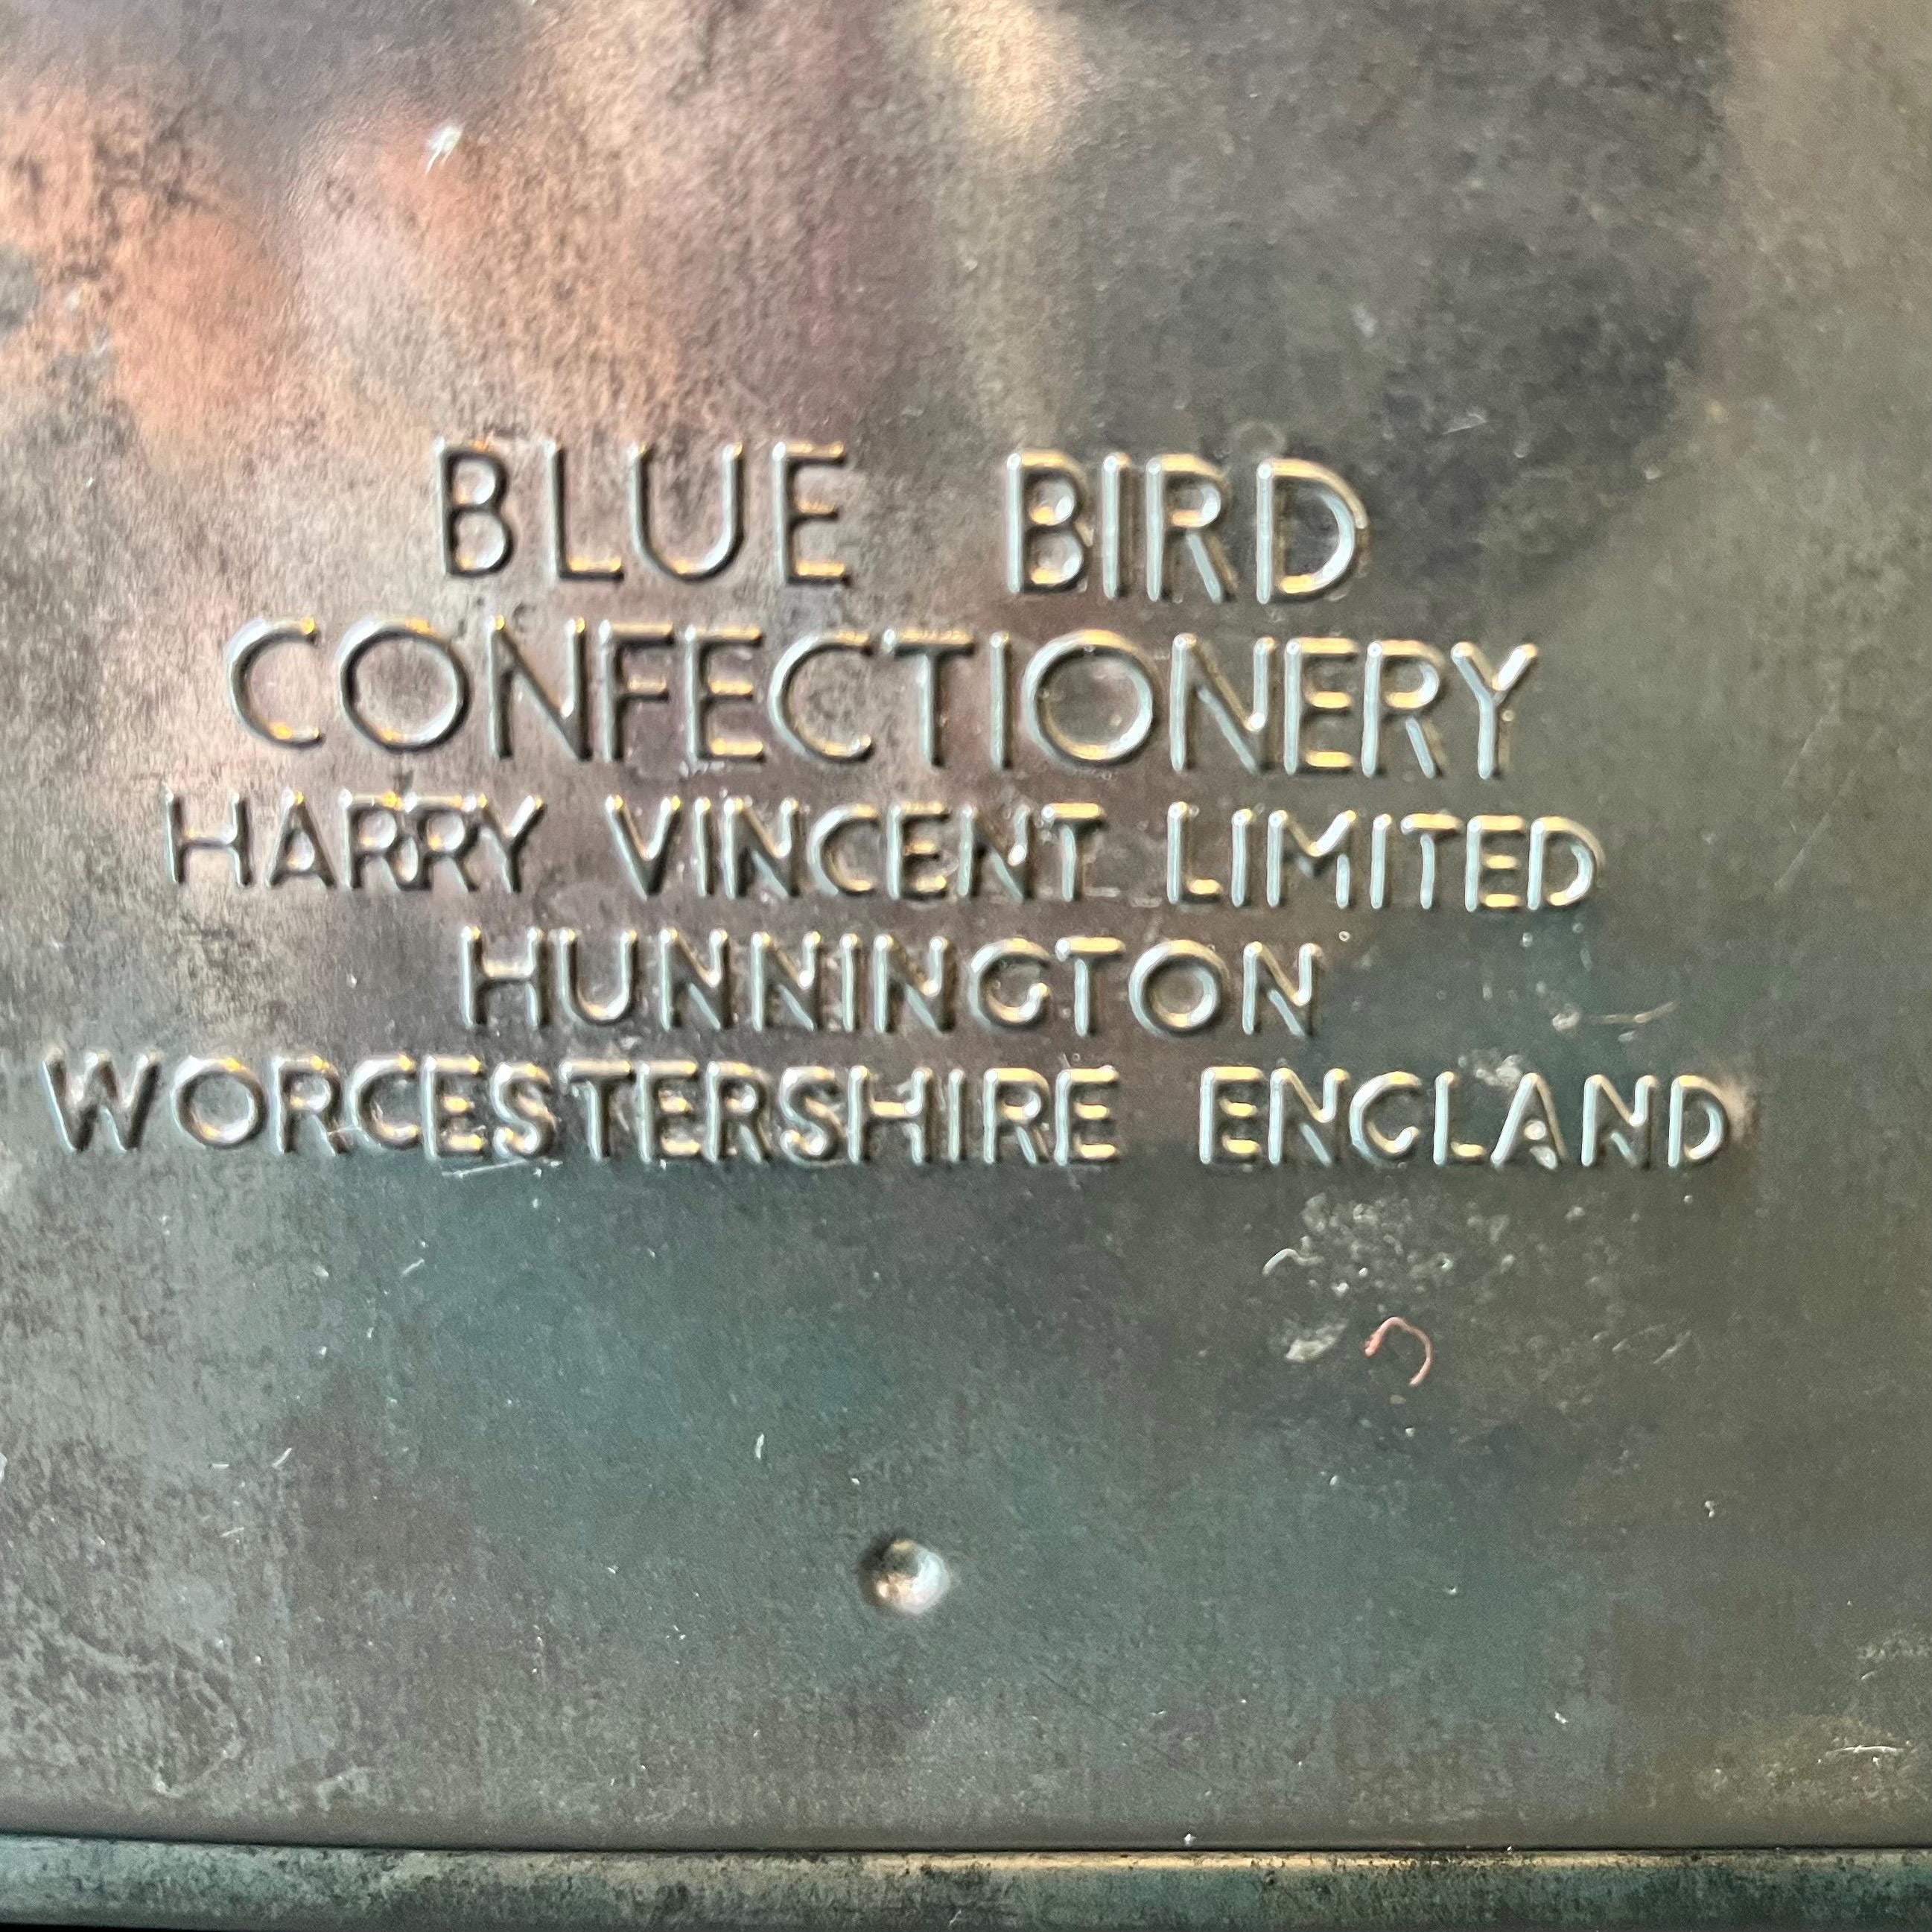 BLUE BIRD
CONFECTIONERY
HARRY VINCENT LIMITED
HUNNINGTON
WORCESTERSHIRE ENGLAND